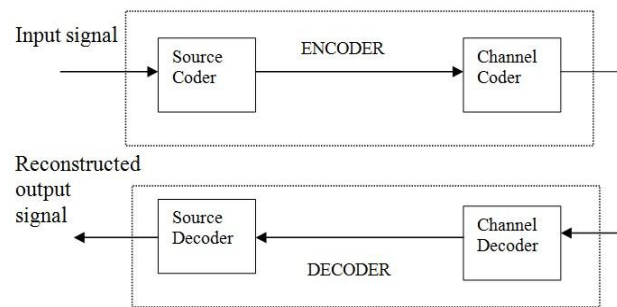 Input signal
Source
Coder
ENCODER
Channel
Coder
Reconstructed
output
signal
Source
Decoder
DECODER
Channel
Decoder